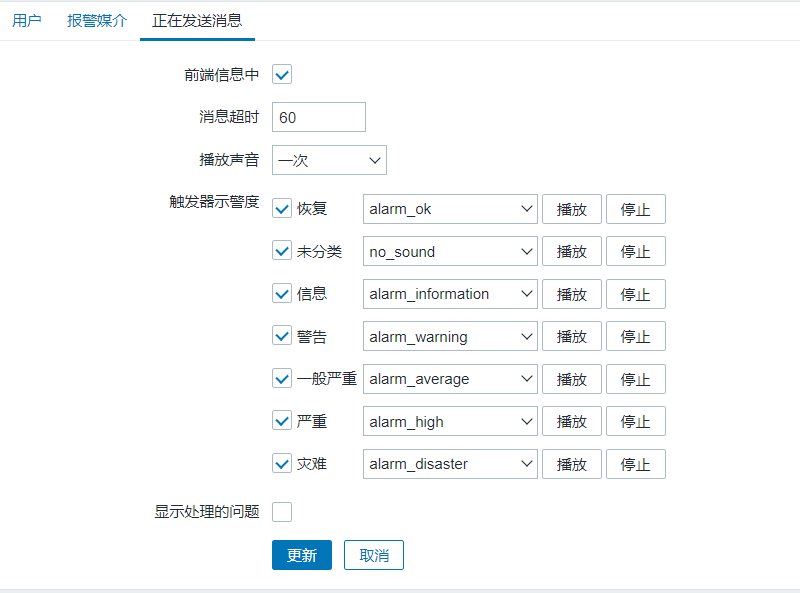 用户 报警媒介 正在发送消息
前端信息中
消息超时 60
播放声音 一次
触发器示警度 恢复 alarm_ok 播放 停止
未分类 no_sound 播放 停止
信息 alarm_information 播放 停止
警告 alarm_warning 播放 停止
一般严重 alarm_average 播放 停止
严重 alarm_high 播放 停止
灾难 alarm_disaster 播放 停止
显示处理的问题
更新 取消